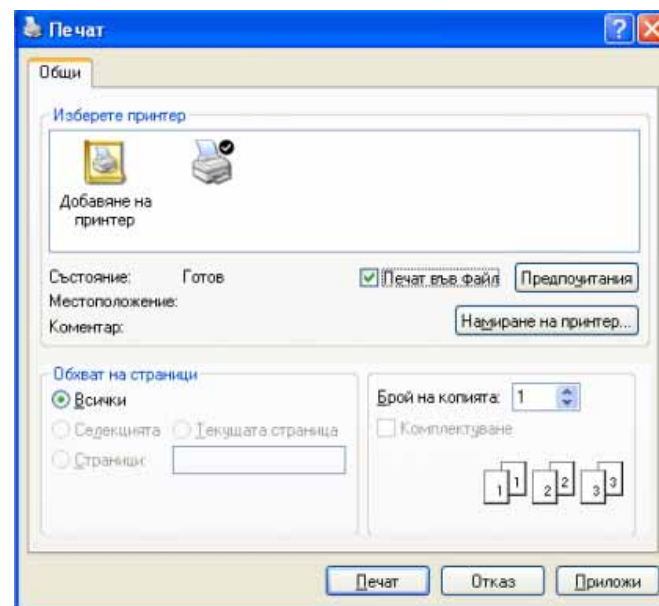 Печат
Общи
Изберете принтер
Добавяне на
принтер
Състояние: Готов
Печат във файл
Предпочитания
Местоположение:
Коментар:
Намиране на принтер...
Обхват на страници
Всички
Селекцията Текущата страница
Страници:
Брой на копията: 1
Комплектуване
1 1 2 2 3 3
Печат Отказ Приложи